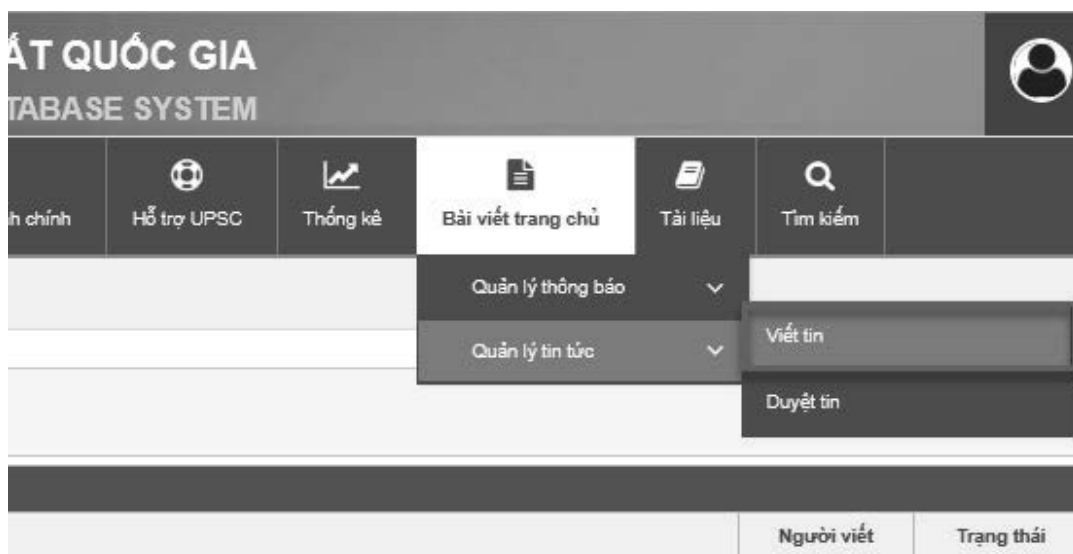 ẤT QUỐC GIA
TABASE SYSTEM
h chính
Hỗ trợ UPSC
Thống kê
Bài viết trang chủ
Tài liệu
Tìm kiếm
Quản lý thông báo
Quản lý tin tức
Viết tin
Duyệt tin
Người viết
Trạng thái